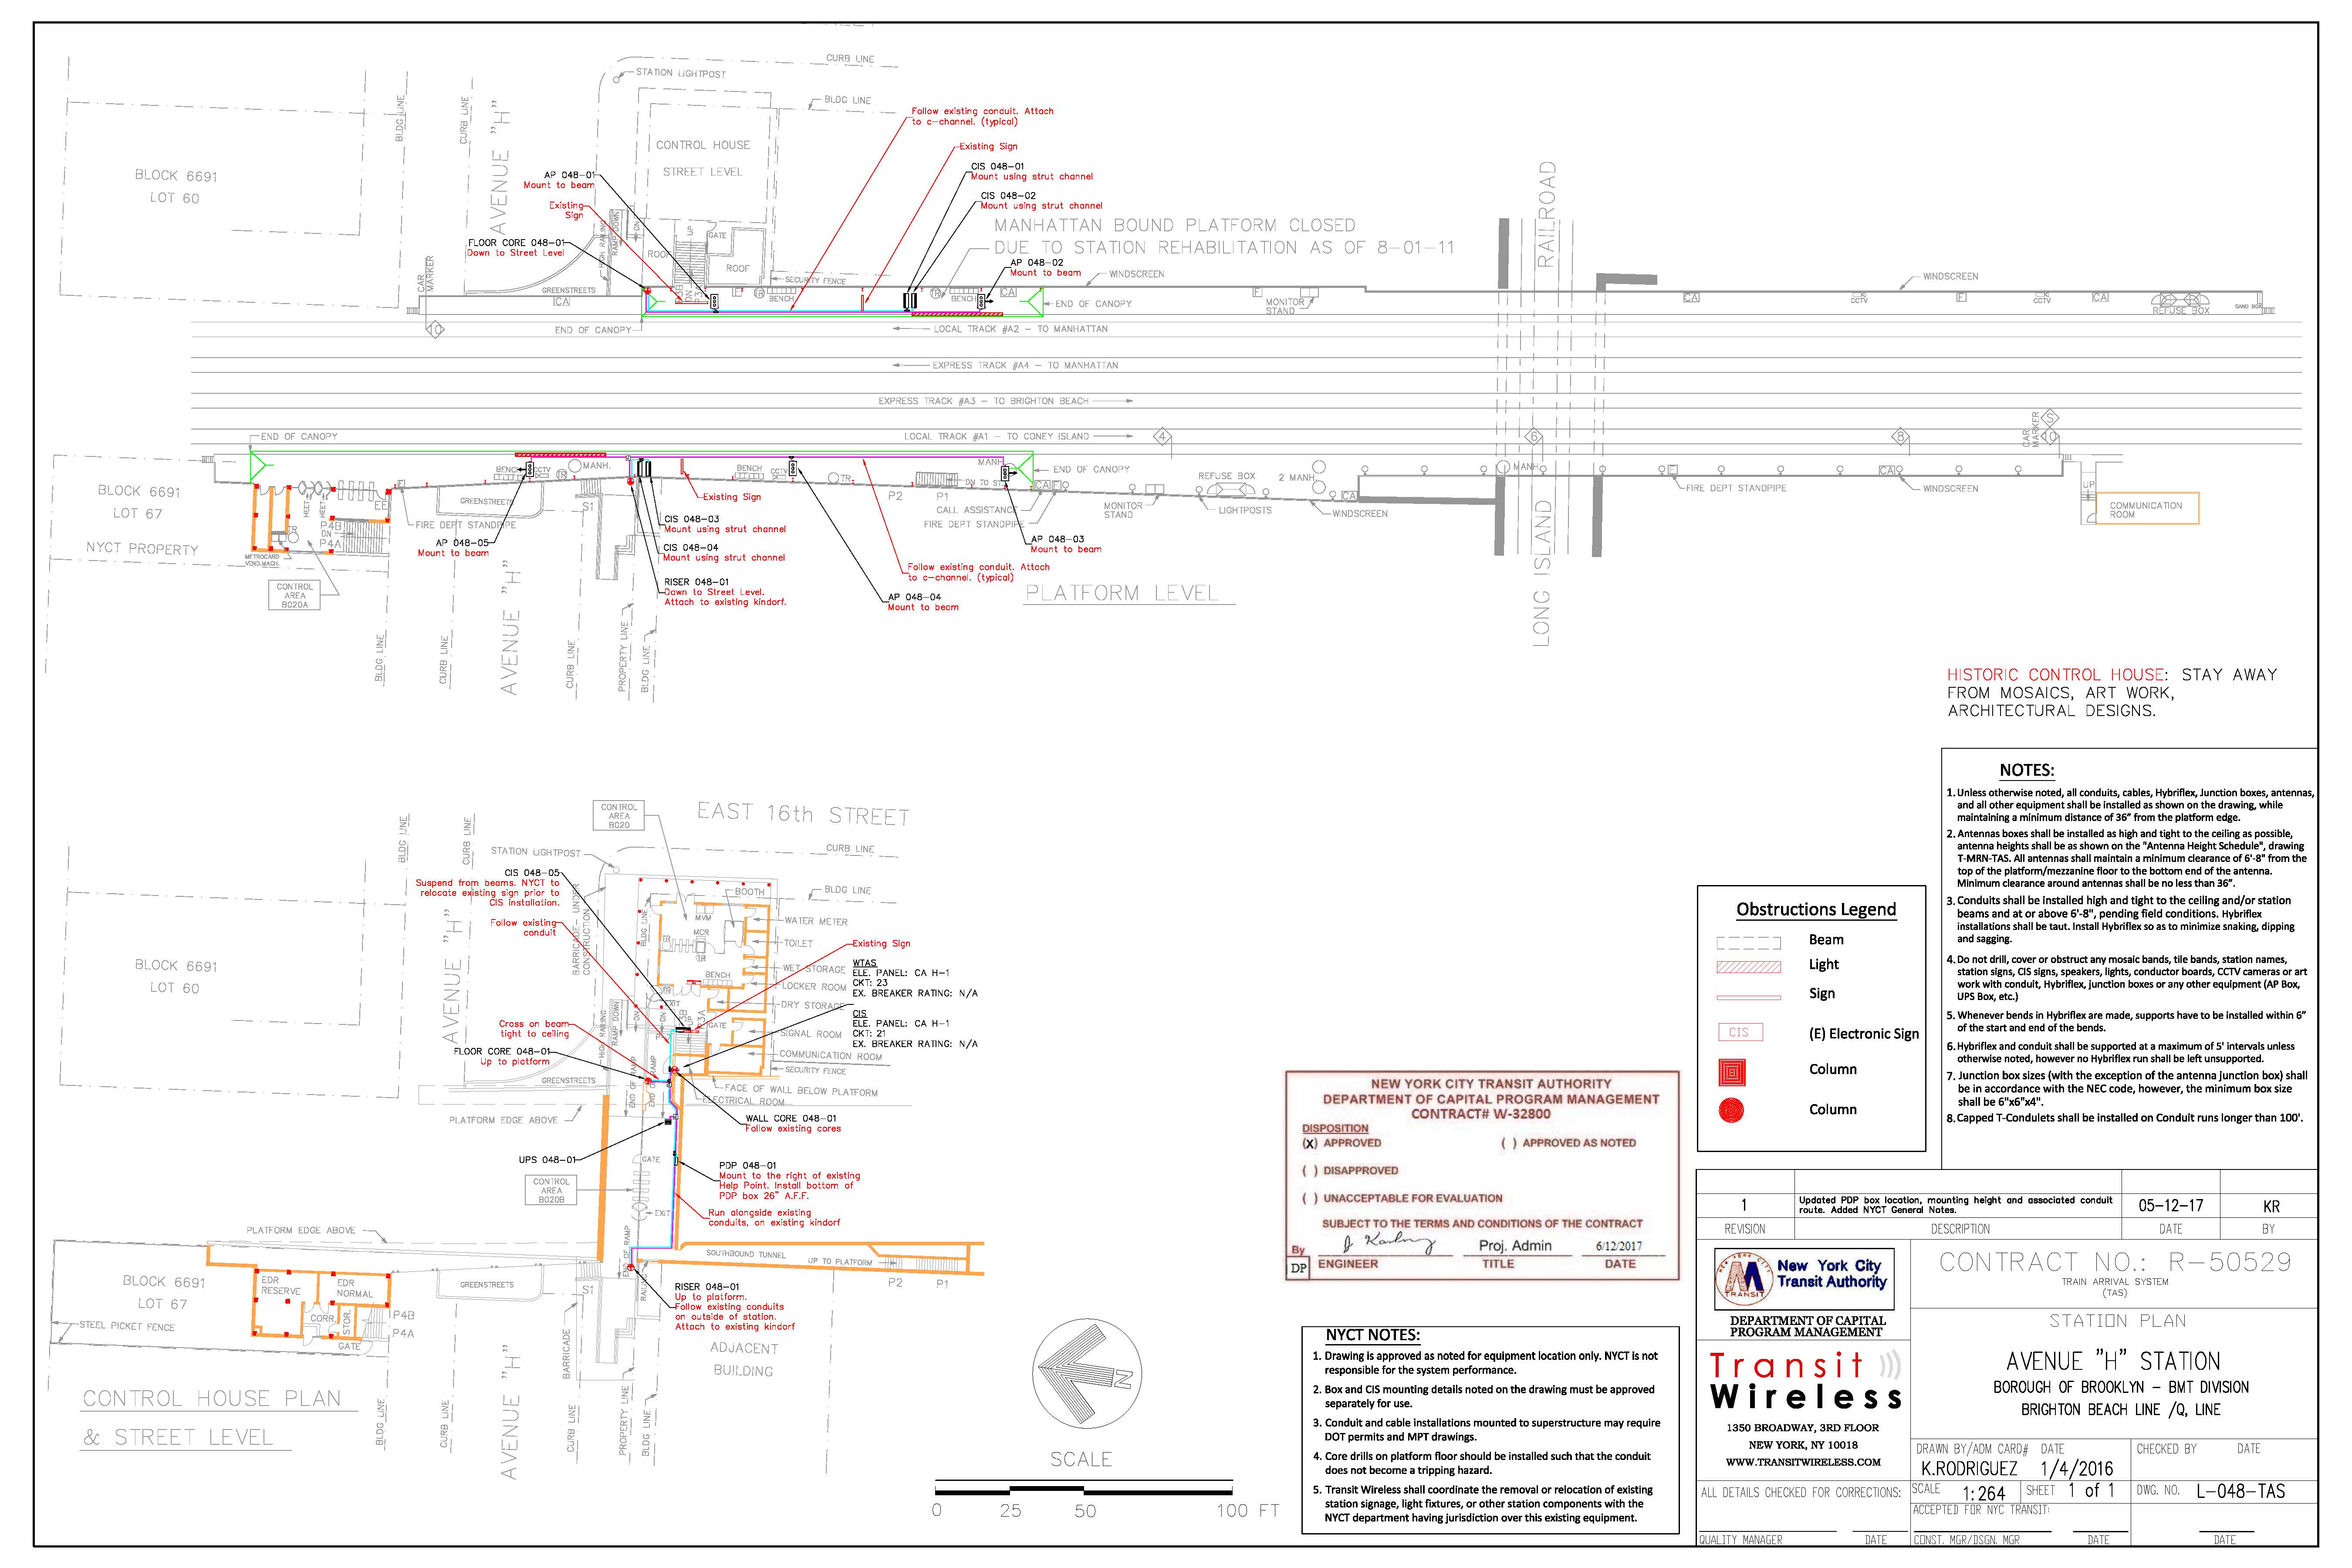 CURB LINE
STATION LIGHTPOST
BLDG LINE
BLDG LINE
CURB LINE
AVENUE "H"
CONTROL HOUSE
STREET LEVEL
BLOCK 6691
LOT 60
Follow existing conduit. Attach
to c-channel. (typical)
Existing Sign
CIS 048-01
Mount using strut channel
CIS 048-02
Mount using strut channel
AP 048-01
Mount to beam
Existing
Sign
FLOOR CORE 048-01
Down to Street Level
HIGH RAILING
RAMP DOWN
DN
UP
GATE
ROOF
ROOF
MANHATTAN BOUND PLATFORM CLOSED
DUE TO STATION REHABILITATION AS OF 8-01-11
AP 048-02
Mount to beam
WINDSCREEN
SECURITY FENCE
CAR
MARKER
GREENSTREETS
CA
F
TR
BENCH
TR
BENCH
CA
END OF CANOPY
F
MONITOR
STAND
CA
CCTV
F
CCTV
CA
WINDSCREEN
REFUSE BOX
SAND BOX
10
END OF CANOPY
LOCAL TRACK #A2 - TO MANHATTAN
EXPRESS TRACK #A4 - TO MANHATTAN
EXPRESS TRACK #A3 - TO BRIGHTON BEACH
LOCAL TRACK #A1 - TO CONEY ISLAND
LONG ISLAND
RAILROAD
4
6
8
S
10
CAR
MARKER
END OF CANOPY
BLOCK 6691
LOT 67
NYCT PROPERTY
HEET
HEET
EE
F
P4B
DN
P4A
METROCARD
VEND.MACH.
CONTROL
AREA
B020A
FIRE DEPT STANDPIPE
GREENSTREETS
BENCH
CCTV
TR
MANH.
S1
AP 048-05
Mount to beam
Existing Sign
CIS 048-03
Mount using strut channel
CIS 048-04
Mount using strut channel
RISER 048-01
Down to Street Level.
Attach to existing kindorf.
BENCH
CCTV
TR
P2
P1
DN TO ST.
MANH.
END OF CANOPY
CA
F
CALL ASSISTANCE
FIRE DEPT STANDPIPE
AP 048-03
Mount to beam
Follow existing conduit. Attach
to c-channel. (typical)
AP 048-04
Mount to beam
MONITOR
STAND
REFUSE BOX
LIGHTPOSTS
2 MANH.
CA
WINDSCREEN
MANH.
F
FIRE DEPT STANDPIPE
CA
WINDSCREEN
UP
COMMUNICATION
ROOM
PLATFORM LEVEL
BLDG LINE
CURB LINE
AVENUE "H"
CURB LINE
PROPERTY LINE
BLDG LINE
HISTORIC CONTROL HOUSE: STAY AWAY
FROM MOSAICS, ART WORK,
ARCHITECTURAL DESIGNS.
NOTES:
1. Unless otherwise noted, all conduits, cables, Hybriflex, Junction boxes, antennas,
and all other equipment shall be installed as shown on the drawing, while
maintaining a minimum distance of 36" from the platform edge.
2. Antennas boxes shall be installed as high and tight to the ceiling as possible,
antenna heights shall be as shown on the "Antenna Height Schedule", drawing
T-MRN-TAS. All antennas shall maintain a minimum clearance of 6'-8" from the
top of the platform/mezzanine floor to the bottom end of the antenna.
Minimum clearance around antennas shall be no less than 36".
3. Conduits shall be installed high and tight to the ceiling and/or station
beams and at or above 6'-8", pending field conditions. Hybriflex
installations shall be taut. Install Hybriflex so as to minimize snaking, dipping
and sagging.
4. Do not drill, cover or obstruct any mosaic bands, tile bands, station names,
station signs, CIS signs, speakers, lights, conductor boards, CCTV cameras or art
work with conduit, Hybriflex, junction boxes or any other equipment (AP Box,
UPS Box, etc.)
5. Whenever bends in Hybriflex are made, supports have to be installed within 6"
of the start and end of the bends.
6. Hybriflex and conduit shall be supported at a maximum of 5' intervals unless
otherwise noted, however no Hybriflex run shall be left unsupported.
7. Junction box sizes (with the exception of the antenna junction box) shall
be in accordance with the NEC code, however, the minimum box size
shall be 6"x6"x4".
8. Capped T-Condulets shall be installed on Conduit runs longer than 100'.
CONTROL
AREA
B020
EAST 16th STREET
CURB LINE
STATION LIGHTPOST
BLDG LINE
CURB LINE
AVENUE "H"
BLOCK 6691
LOT 60
CIS 048-05
Suspend from beams. NYCT to
relocate existing sign prior to
CIS installation.
Follow existing
conduit
BARRICADE- UNDER
CONSTRUCTION
BLDG LINE
BOOTH
BLDG LINE
MVM
WATER METER
MCR
TR
TOILET
TR
BENCH
WET STORAGE
LOCKER ROOM
EXIT
DRY STORAGE
GATE
SIGNAL ROOM
COMMUNICATION ROOM
SECURITY FENCE
FACE OF WALL BELOW PLATFORM
ELECTRICAL ROOM
Existing Sign
WTAS
ELE. PANEL: CA H-1
CKT: 23
EX. BREAKER RATING: N/A
CIS
ELE. PANEL: CA H-1
CKT: 21
EX. BREAKER RATING: N/A
Cross on beam
tight to ceiling
FLOOR CORE 048-01
Up to platform
HIGH RAILING
RAMP DOWN
DN
DN
GREENSTREETS
END OF RAMP
END OF RAMP
PLATFORM EDGE ABOVE
WALL CORE 048-01
Follow existing cores
UPS 048-01
GATE
CONTROL
AREA
B020B
EXIT
PDP 048-01
Mount to the right of existing
Help Point. Install bottom of
PDP box 26" A.F.F.
Run alongside existing
conduits, on existing kindorf
PLATFORM EDGE ABOVE
END OF RAMP
SOUTHBOUND TUNNEL
UP TO PLATFORM
P2
P1
BLOCK 6691
LOT 67
EDR
RESERVE
EDR
NORMAL
CORR.
STOR.
P4B
P4A
GATE
STEEL PICKET FENCE
GREENSTREETS
S1
RAILING
BARRICADE
RISER 048-01
Up to platform.
Follow existing conduits
on outside of station.
Attach to existing kindorf
ADJACENT
BUILDING
CONTROL HOUSE PLAN
& STREET LEVEL
BLDG LINE
CURB LINE
AVENUE "H"
CURB LINE
PROPERTY LINE
BLDG LINE
N
SCALE
0 25 50 100 FT
NEW YORK CITY TRANSIT AUTHORITY
DEPARTMENT OF CAPITAL PROGRAM MANAGEMENT
CONTRACT# W-32800
DISPOSITION
(X) APPROVED ( ) APPROVED AS NOTED
( ) DISAPPROVED
( ) UNACCEPTABLE FOR EVALUATION
SUBJECT TO THE TERMS AND CONDITIONS OF THE CONTRACT
By Proj. Admin 6/12/2017
DP ENGINEER TITLE DATE
NYCT NOTES:
1. Drawing is approved as noted for equipment location only. NYCT is not
responsible for the system performance.
2. Box and CIS mounting details noted on the drawing must be approved
separately for use.
3. Conduit and cable installations mounted to superstructure may require
DOT permits and MPT drawings.
4. Core drills on platform floor should be installed such that the conduit
does not become a tripping hazard.
5. Transit Wireless shall coordinate the removal or relocation of existing
station signage, light fixtures, or other station components with the
NYCT department having jurisdiction over this existing equipment.
Obstructions Legend
Beam
Light
Sign
CIS (E) Electronic Sign
Column
Column
1 Updated PDP box location, mounting height and associated conduit
route. Added NYCT General Notes. 05-12-17 KR
REVISION DESCRIPTION DATE BY
TRANSIT
New York City
Transit Authority
DEPARTMENT OF CAPITAL
PROGRAM MANAGEMENT
Transit
Wireless
1350 BROADWAY, 3RD FLOOR
NEW YORK, NY 10018
WWW.TRANSITWIRELESS.COM
ALL DETAILS CHECKED FOR CORRECTIONS:
QUALITY MANAGER DATE
CONTRACT NO.: R-50529
TRAIN ARRIVAL SYSTEM
(TAS)
STATION PLAN
AVENUE "H" STATION
BOROUGH OF BROOKLYN - BMT DIVISION
BRIGHTON BEACH LINE /Q, LINE
DRAWN BY/ADM CARD# DATE CHECKED BY DATE
K.RODRIGUEZ 1/4/2016
SCALE 1:264 SHEET 1 of 1 DWG. NO. L-048-TAS
ACCEPTED FOR NYC TRANSIT:
CONST. MGR/DSGN. MGR DATE DATE